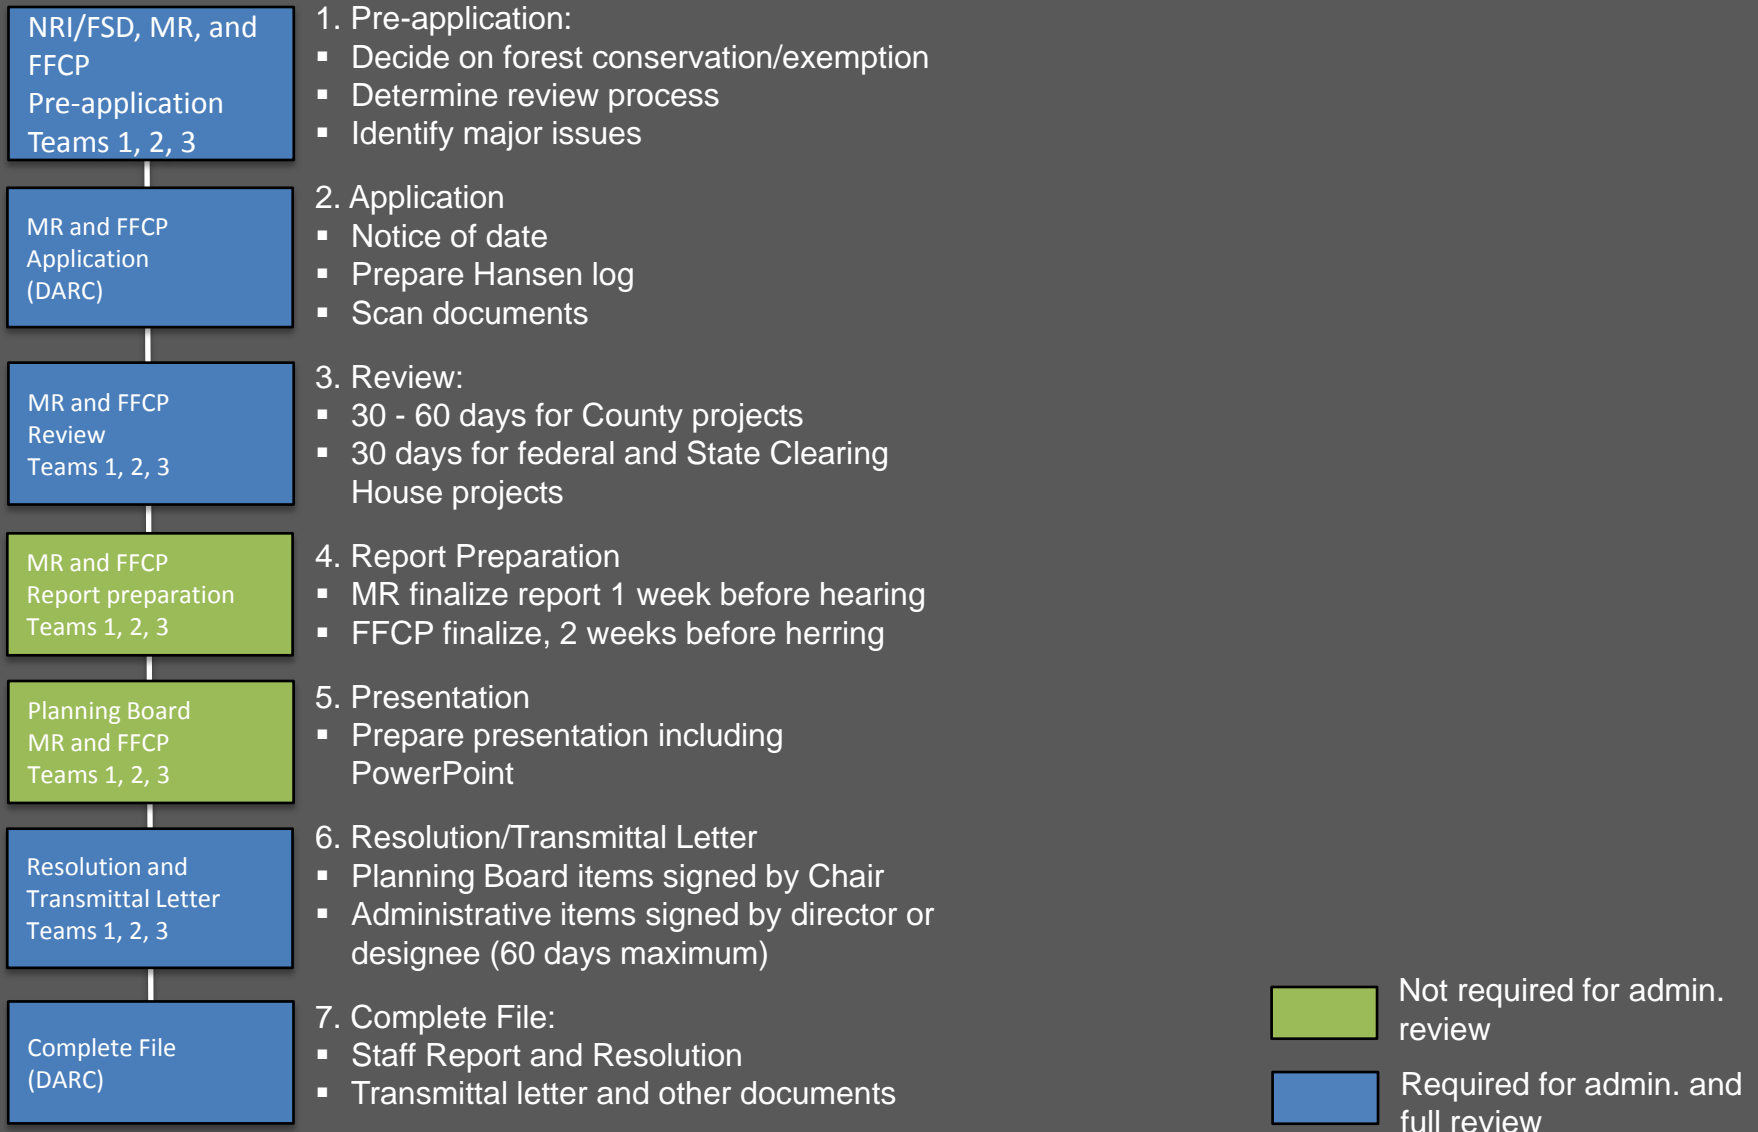 NRI/FSD, MR, and
FFCP
Pre-application
Teams 1, 2, 3
1. Pre-application:
▪ Decide on forest conservation/exemption
▪ Determine review process
▪ Identify major issues
MR and FFCP
Application
(DARC)
2. Application
▪ Notice of date
▪ Prepare Hansen log
▪ Scan documents
MR and FFCP
Review
Teams 1, 2, 3
3. Review:
▪ 30 - 60 days for County projects
▪ 30 days for federal and State Clearing
House projects
MR and FFCP
Report preparation
Teams 1, 2, 3
4. Report Preparation
▪ MR finalize report 1 week before hearing
▪ FFCP finalize, 2 weeks before herring
Planning Board
MR and FFCP
Teams 1, 2, 3
5. Presentation
▪ Prepare presentation including
PowerPoint
Resolution and
Transmittal Letter
Teams 1, 2, 3
6. Resolution/Transmittal Letter
▪ Planning Board items signed by Chair
▪ Administrative items signed by director or
designee (60 days maximum)
Complete File
(DARC)
7. Complete File:
▪ Staff Report and Resolution
▪ Transmittal letter and other documents
Not required for admin.
review
Required for admin. and
full review